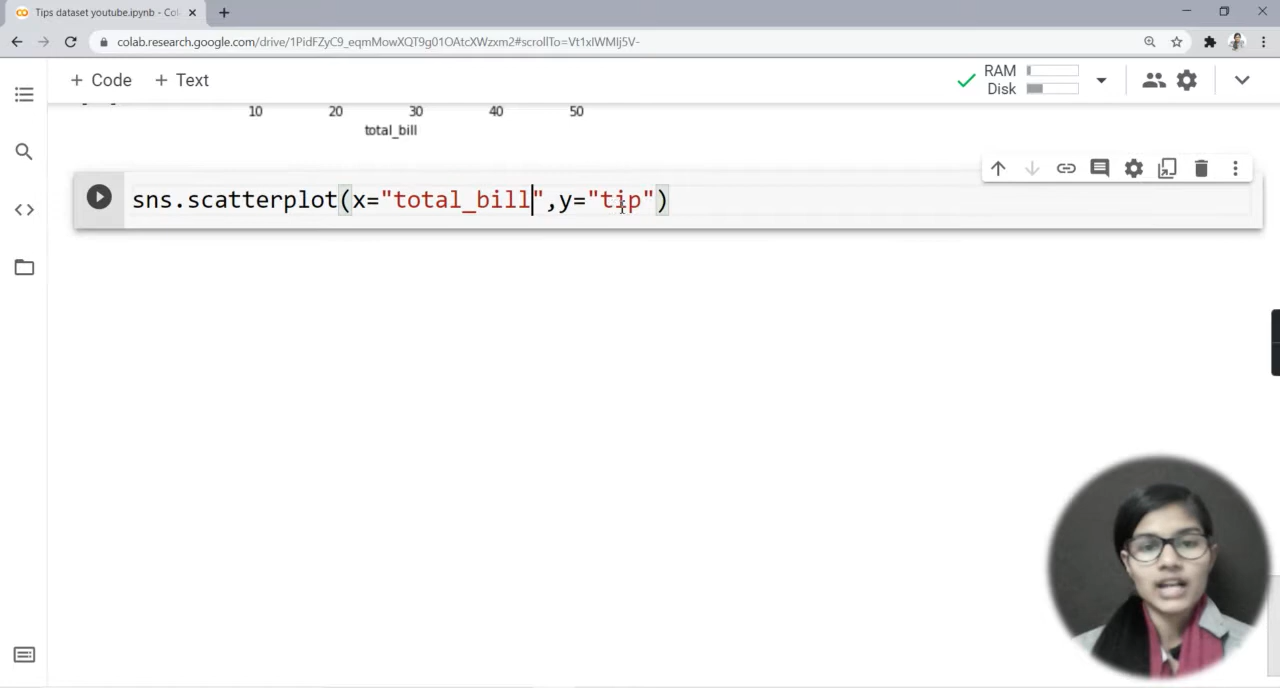 Tips dataset youtube.ipynb - Col
colab.research.google.com/drive/1PidFZyC9_eqmMowXQT9g01OAtcXWzxm2#scrollTo=Vt1xIWMIj5V-
+ Code + Text
RAM
Disk
10 20 30 40 50
total_bill
sns.scatterplot(x="total_bill",y="tip")